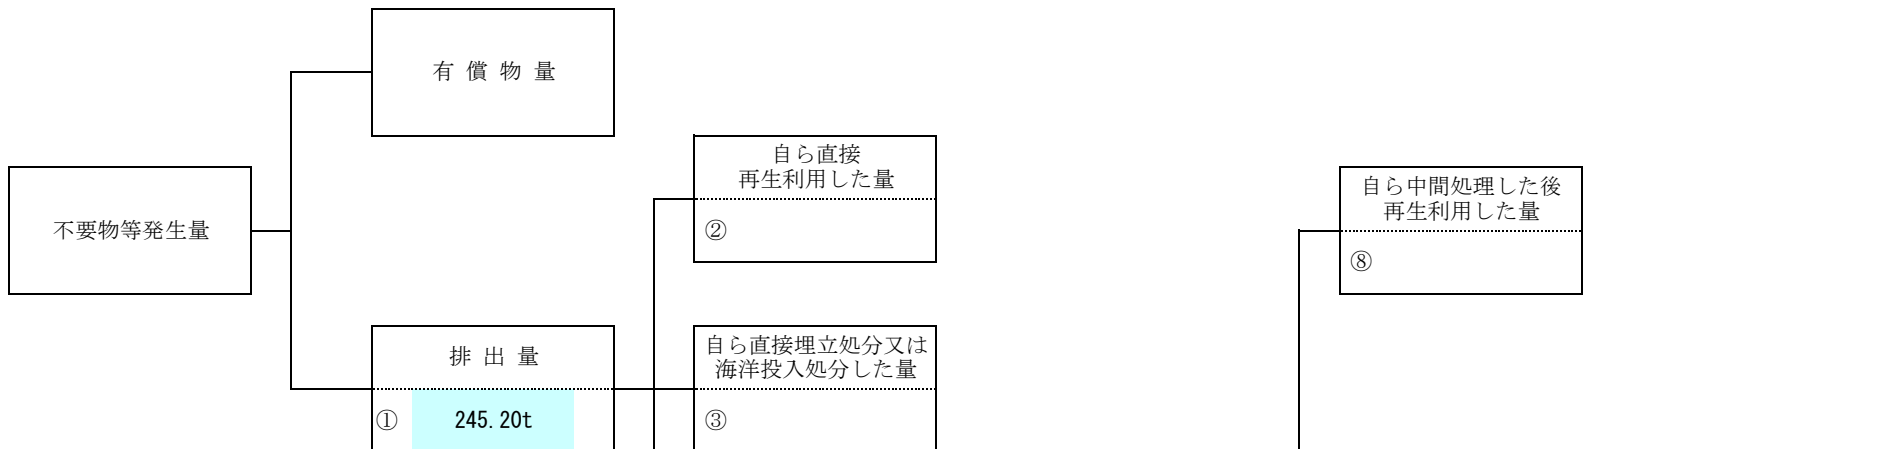 有 償 物 量
自ら直接
再生利用した量
②
自ら中間処理した後
再生利用した量
⑧
不要物等発生量
排 出 量
① 245.20t
自ら直接埋立処分又は
海洋投入処分した量
③